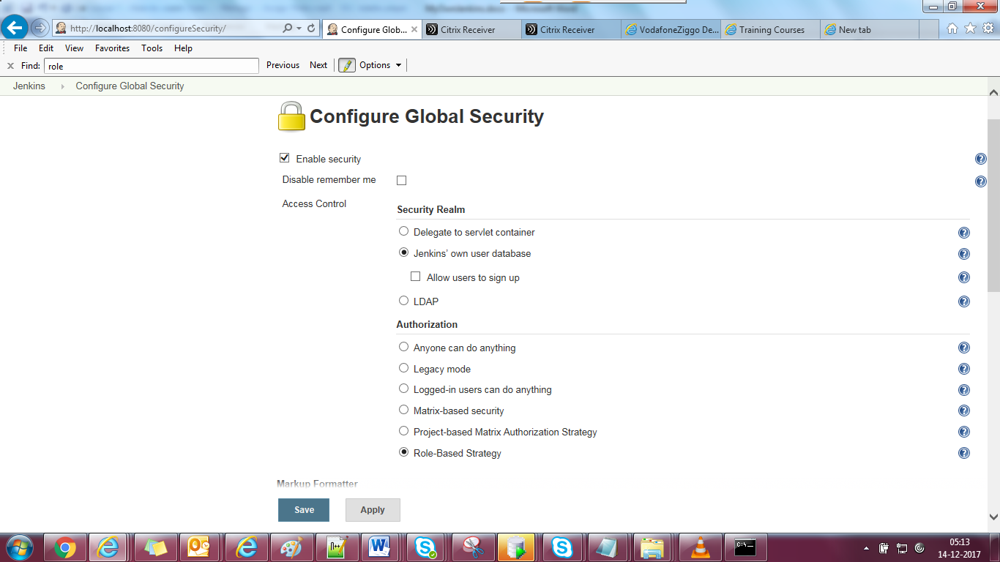 http://localhost:8080/configureSecurity/
Configure Glob...
Citrix Receiver
Citrix Receiver
VodafoneZiggo De...
Training Courses
New tab
File Edit View Favorites Tools Help
Find: role Previous Next Options
Jenkins Configure Global Security
Configure Global Security
Enable security
Disable remember me
Access Control
Security Realm
Delegate to servlet container
Jenkins’ own user database
Allow users to sign up
LDAP
Authorization
Anyone can do anything
Legacy mode
Logged-in users can do anything
Matrix-based security
Project-based Matrix Authorization Strategy
Role-Based Strategy
Markup Formatter
Save Apply
05:13
14-12-2017